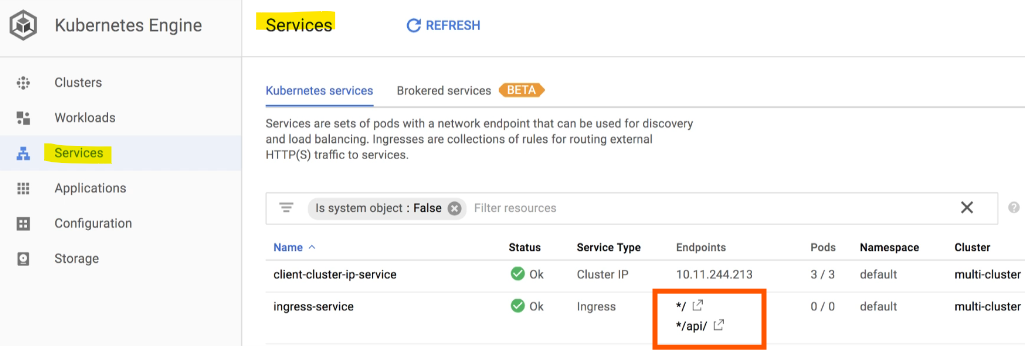 Kubernetes Engine
Services
REFRESH
Clusters
Workloads
Services
Applications
Configuration
Storage
Kubernetes services
Brokered services BETA
Services are sets of pods with a network endpoint that can be used for discovery
and load balancing. Ingresses are collections of rules for routing external
HTTP(S) traffic to services.
Is system object : False Filter resources
Name Status Service Type Endpoints Pods Namespace Cluster
client-cluster-ip-service Ok Cluster IP 10.11.244.213 3 / 3 default multi-cluster
ingress-service Ok Ingress */ 0 / 0 default multi-cluster
*/api/